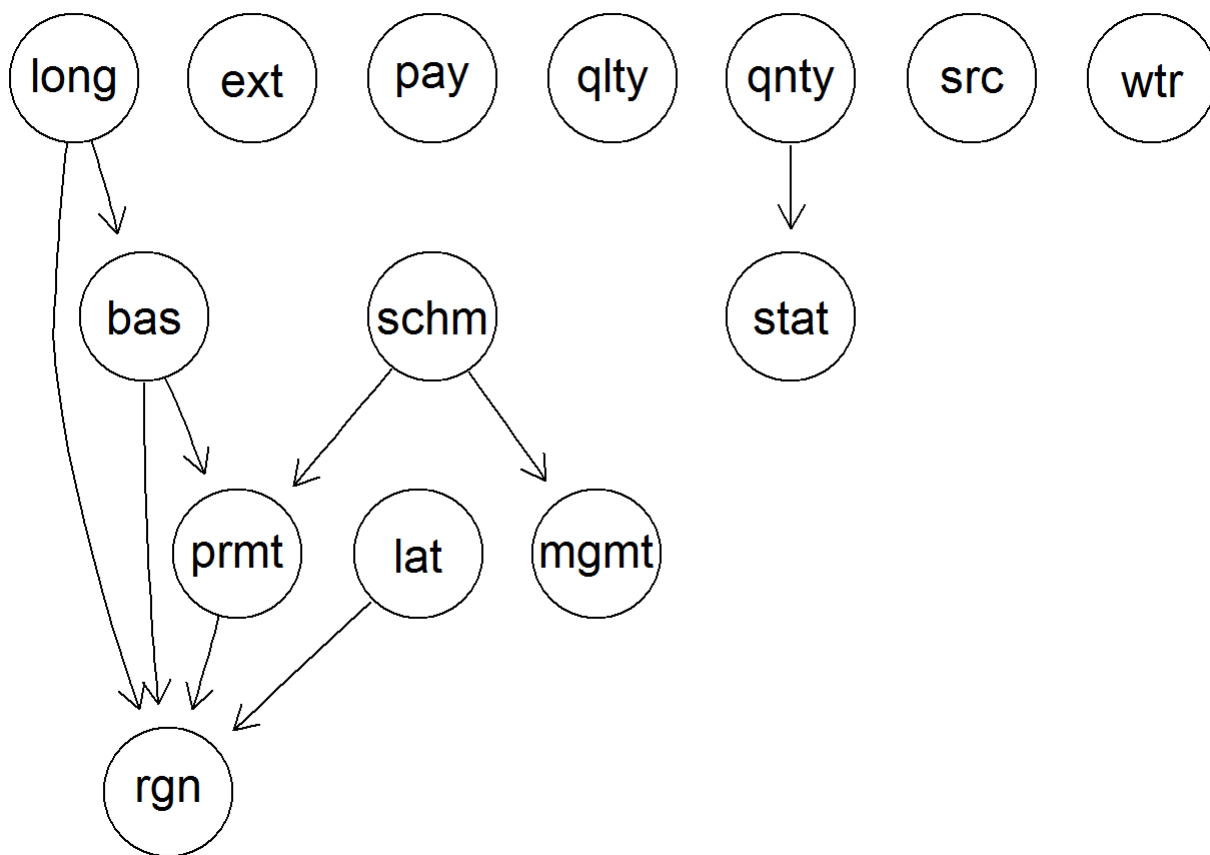 long ext pay qlty qnty src wtr
bas schm stat
prmt lat mgmt
rgn